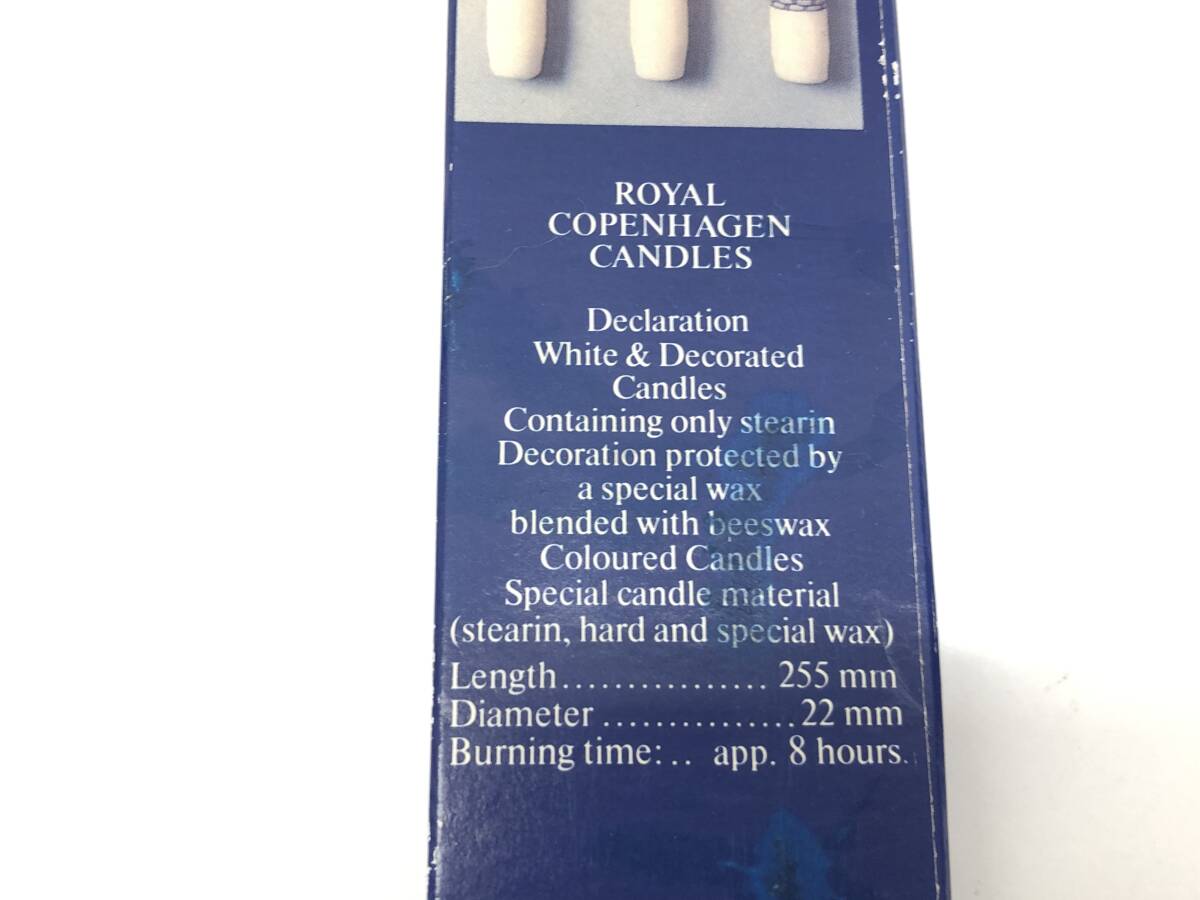 ROYAL
COPENHAGEN
CANDLES
Declaration
White & Decorated
Candles
Containing only stearin
Decoration protected by
a special wax
blended with beeswax
Coloured Candles
Special candle material
(stearin, hard and special wax)
Length................ 255 mm
Diameter ...............22 mm
Burning time:.. app. 8 hours.